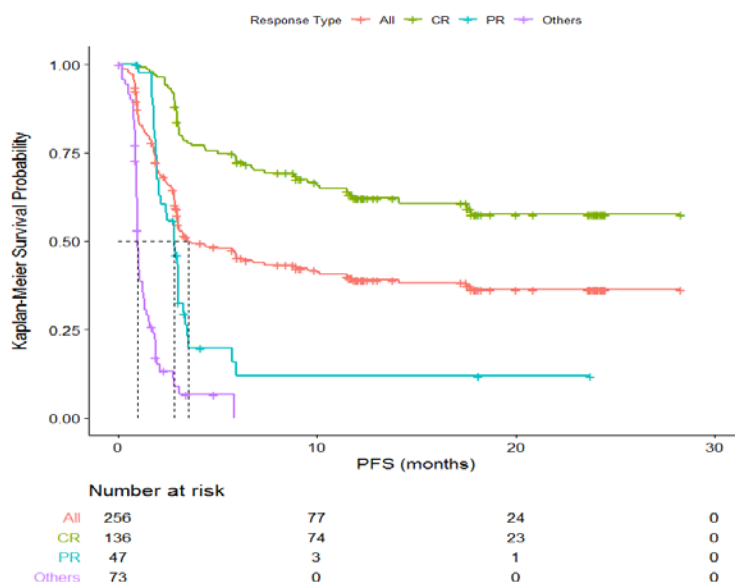 Response Type All CR PR Others
1.00
0.75
0.50
0.25
0.00
Kaplan-Meier Survival Probability
0 10 20 30
PFS (months)
Number at risk
All 256 77 24 0
CR 136 74 23 0
PR 47 3 1 0
Others 73 0 0 0